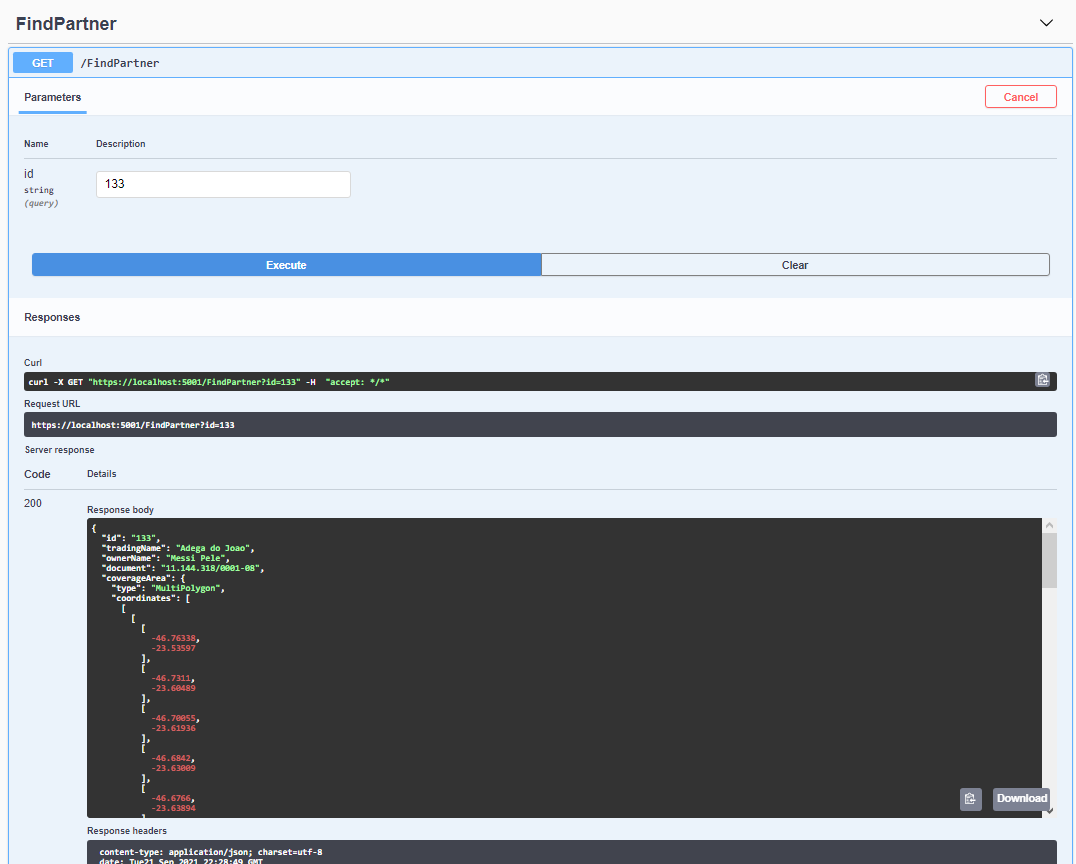 FindPartner
GET /FindPartner
Parameters
Cancel
Name Description
id
string
(query)
133
Execute Clear
Responses
Curl
curl -X GET "https://localhost:5001/FindPartner?id=133" -H  "accept: */*"
Request URL
https://localhost:5001/FindPartner?id=133
Server response
Code Details
200
Response body
{
  "id": "133",
  "tradingName": "Adega do Joao",
  "ownerName": "Messi Pele",
  "document": "11.144.318/0001-08",
  "coverageArea": {
    "type": "MultiPolygon",
    "coordinates": [
      [
        [
          [
            -46.76338,
            -23.53597
          ],
          [
            -46.7311,
            -23.60489
          ],
          [
            -46.70055,
            -23.61936
          ],
          [
            -46.6842,
            -23.63009
          ],
          [
            -46.6766,
            -23.63894
          ]
Download
Response headers
content-type: application/json; charset=utf-8
date: Tue21 Sep 2021 22:28:49 GMT